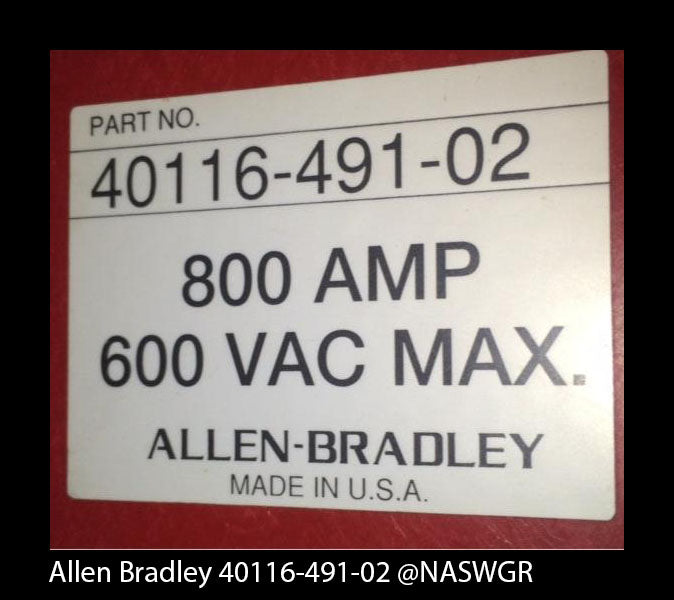 PART NO.
40116-491-02
800 AMP
600 VAC MAX.
ALLEN-BRADLEY
MADE IN U.S.A.
Allen Bradley 40116-491-02 @NASWGR